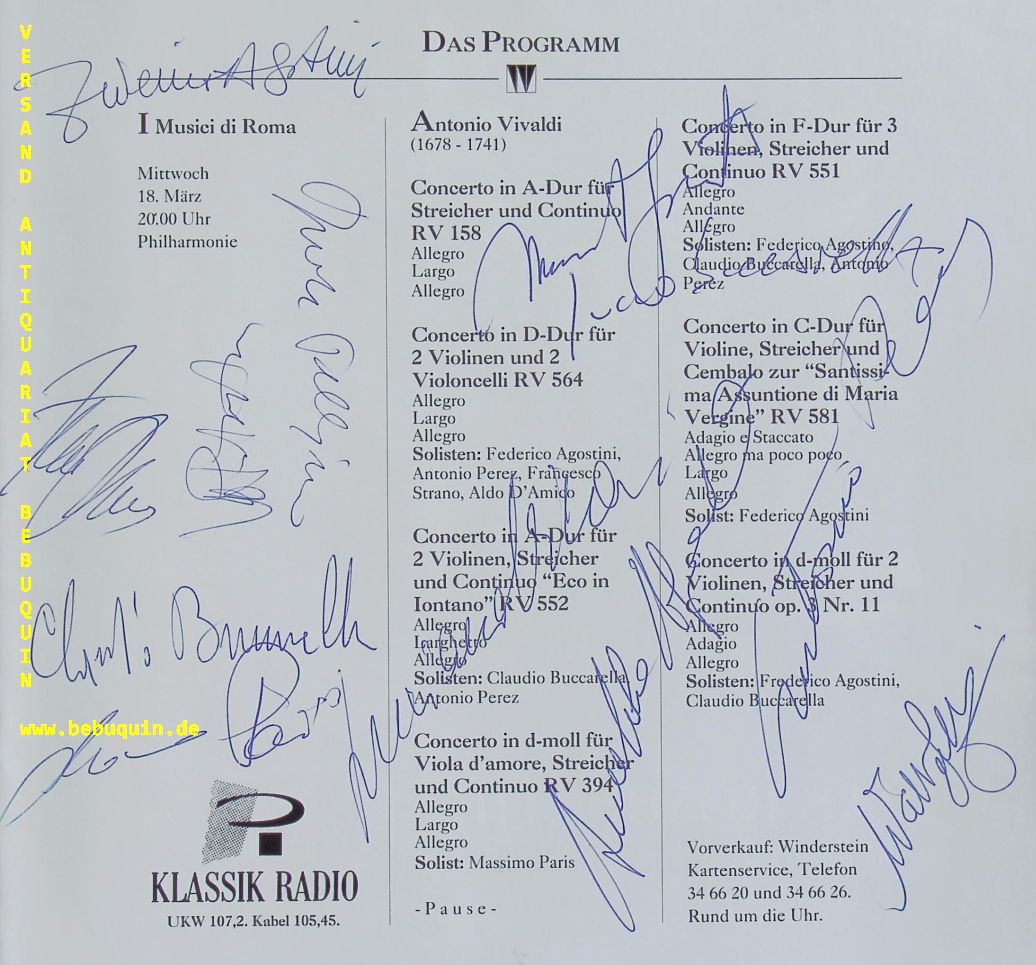 DAS PROGRAMM
I Musici di Roma
Mittwoch
18. März
20.00 Uhr
Philharmonie
Antonio Vivaldi
(1678 - 1741)
Concerto in A-Dur für
Streicher und Continuo
RV 158
Allegro
Largo
Allegro
Concerto in D-Dur für
2 Violinen und 2
Violoncelli RV 564
Allegro
Largo
Allegro
Solisten: Federico Agostini,
Antonio Perez, Francesco
Strano, Aldo D'Amico
Concerto in A-Dur für
2 Violinen, Streicher
und Continuo "Eco in
Iontano" RV 552
Allegro
Larghetto
Allegro
Solisten: Claudio Buccarella,
Antonio Perez
Concerto in d-moll für
Viola d'amore, Streicher
und Continuo RV 394
Allegro
Largo
Allegro
Solist: Massimo Paris
- Pause -
Concerto in F-Dur für 3
Violinen, Streicher und
Continuo RV 551
Allegro
Andante
Allegro
Solisten: Federico Agostino,
Claudio Buccarella, Antonio
Perez
Concerto in C-Dur für
Violine, Streicher und
Cembalo zur "Santissi-
ma Assuntione di Maria
Vergine" RV 581
Adagio e Staccato
Allegro ma poco poco
Largo
Allegro
Solist: Federico Agostini
Concerto in d-moll für 2
Violinen, Streicher und
Continuo op. 3 Nr. 11
Allegro
Adagio
Allegro
Solisten: Frederico Agostini,
Claudio Buccarella
Vorverkauf: Winderstein
Kartenservice, Telefon
34 66 20 und 34 66 26.
Rund um die Uhr.
KLASSIK RADIO
UKW 107,2. Kabel 105,45.
VERSAND ANTIQUARIAT BEBUQUIN
www.bebuquin.de